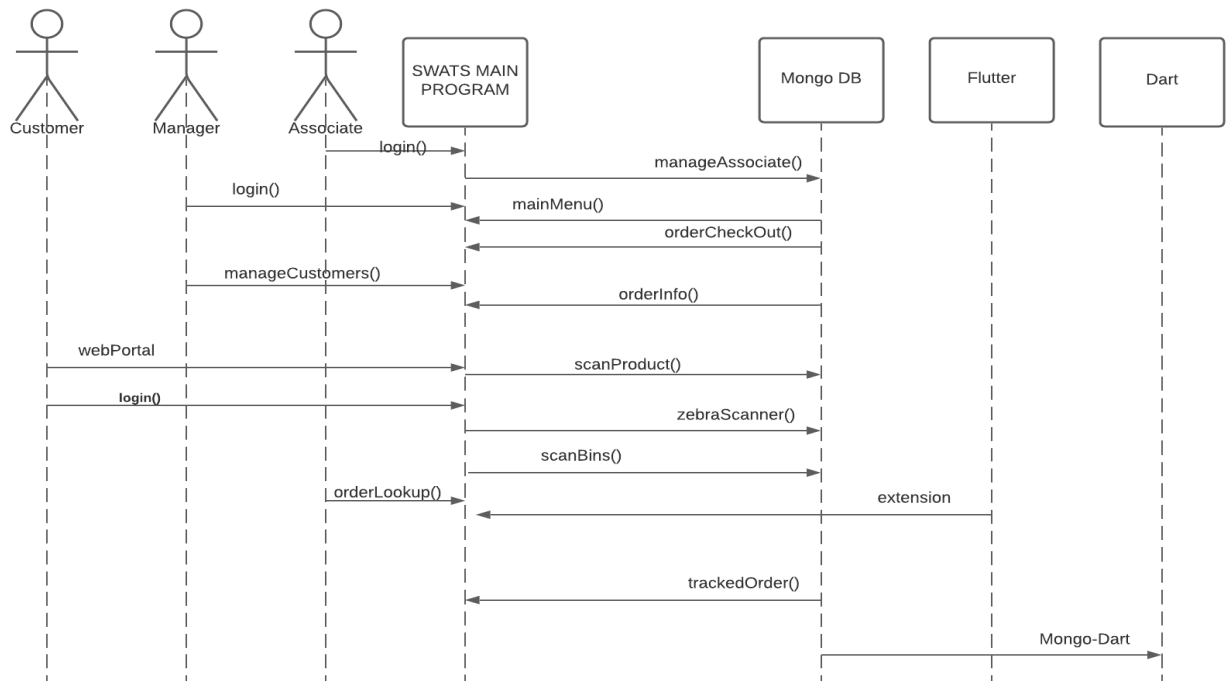 SWATS MAIN
PROGRAM
Mongo DB
Flutter
Dart
Customer
Manager
Associate
login()
manageAssociate()
login()
mainMenu()
orderCheckOut()
manageCustomers()
orderInfo()
webPortal
scanProduct()
login()
zebraScanner()
scanBins()
orderLookup()
extension
trackedOrder()
Mongo-Dart